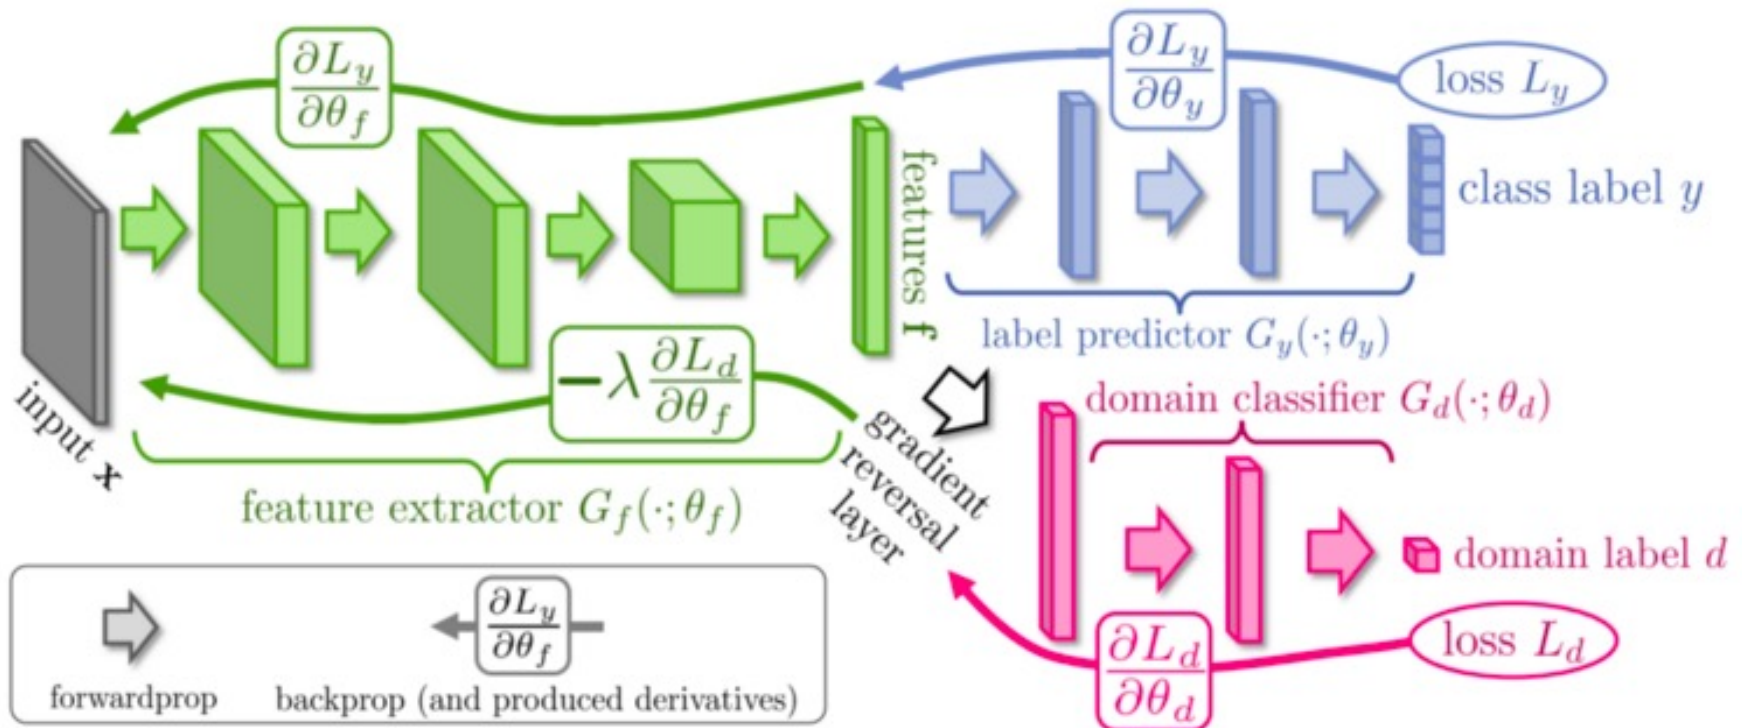 ∂L_y
∂θ_f
∂L_y
∂θ_y
loss L_y
features f
class label y
label predictor G_y(·; θ_y)
input x
−λ ∂L_d
∂θ_f
feature extractor G_f(·; θ_f)
gradient
reversal
layer
domain classifier G_d(·; θ_d)
domain label d
∂L_d
∂θ_d
loss L_d
∂L_y
∂θ_f
forwardprop
backprop (and produced derivatives)